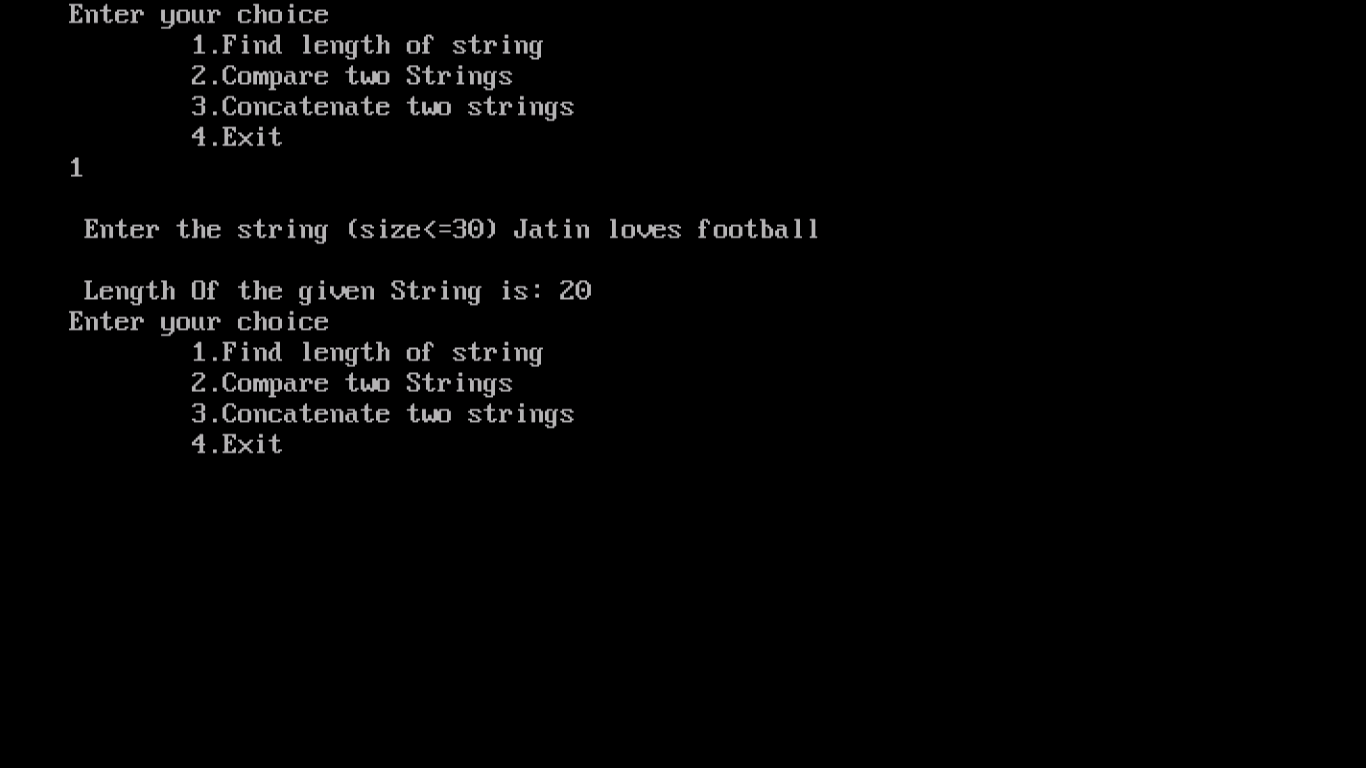 Enter your choice
1.Find length of string
2.Compare two Strings
3.Concatenate two strings
4.Exit
1
Enter the string (size<=30) Jatin loves football
Length Of the given String is: 20
Enter your choice
1.Find length of string
2.Compare two Strings
3.Concatenate two strings
4.Exit